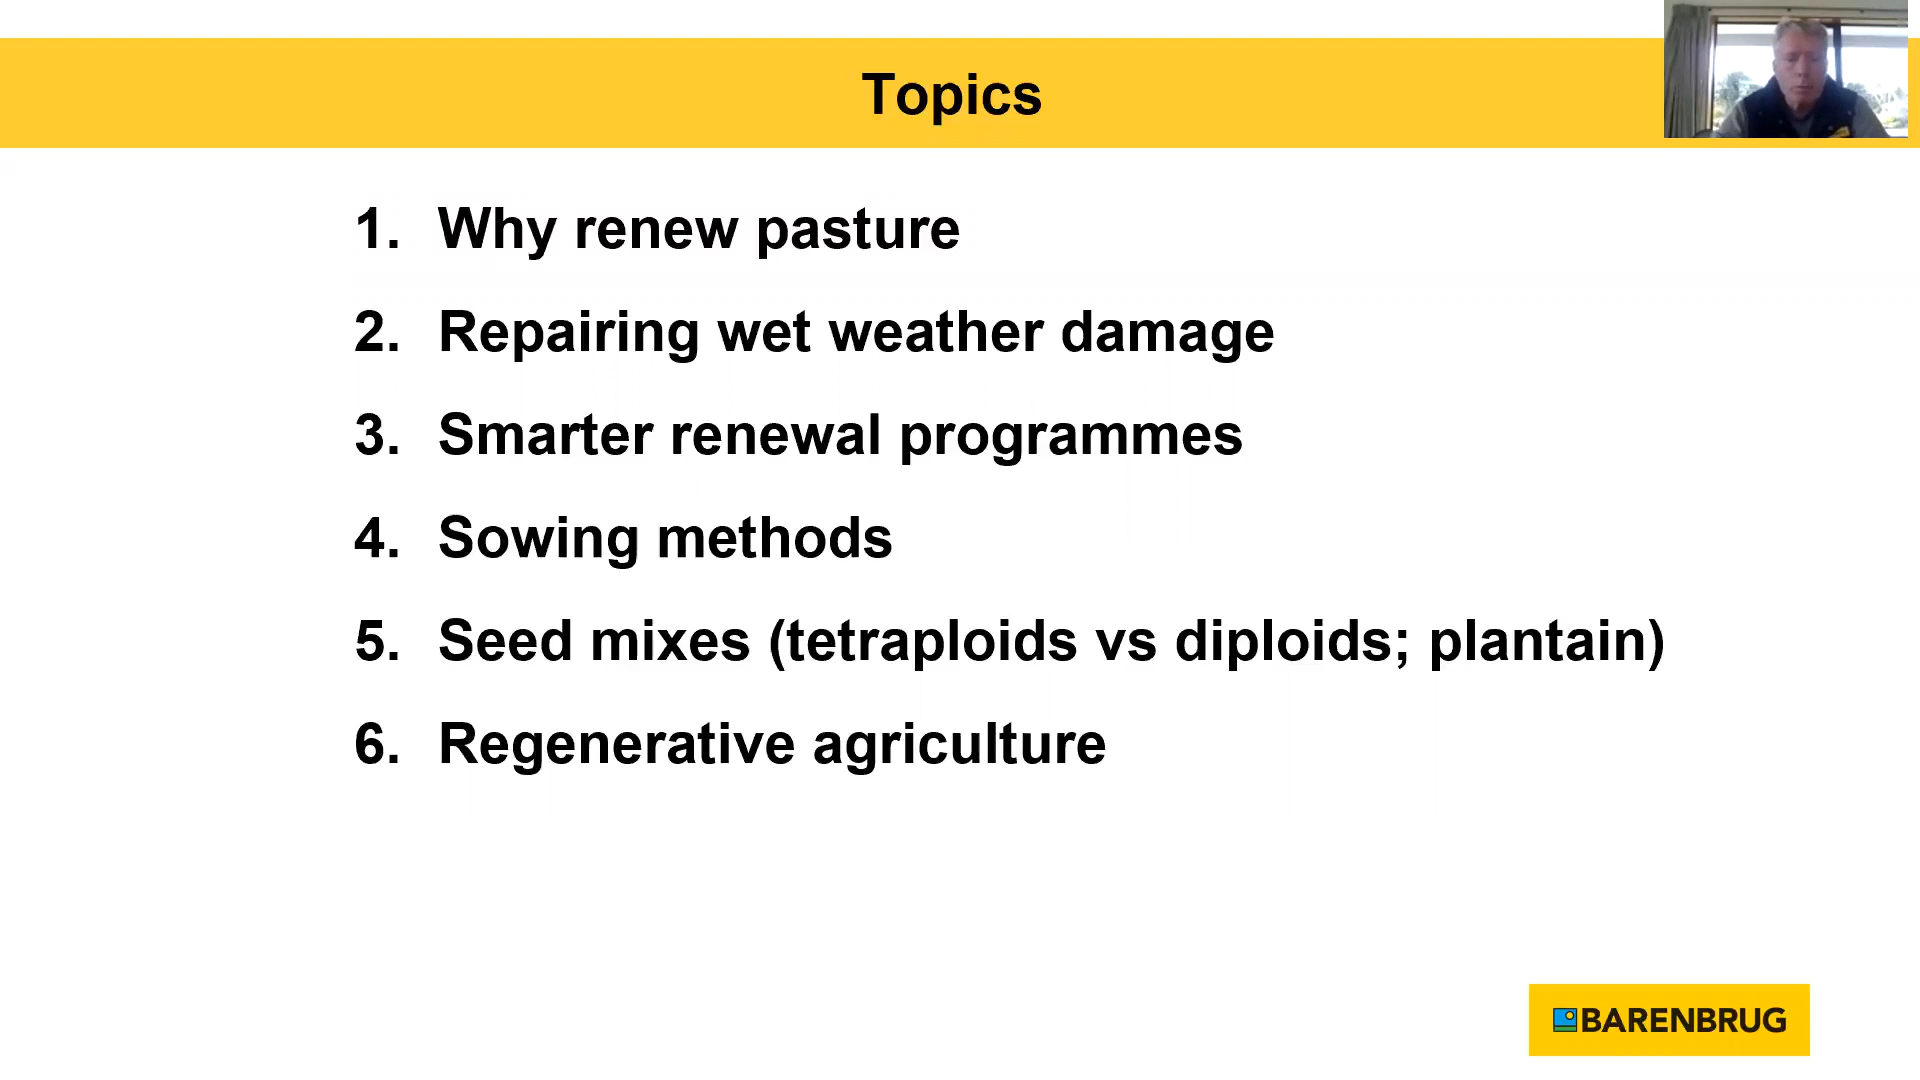 Topics
1. Why renew pasture
2. Repairing wet weather damage
3. Smarter renewal programmes
4. Sowing methods
5. Seed mixes (tetraploids vs diploids; plantain)
6. Regenerative agriculture
BARENBRUG